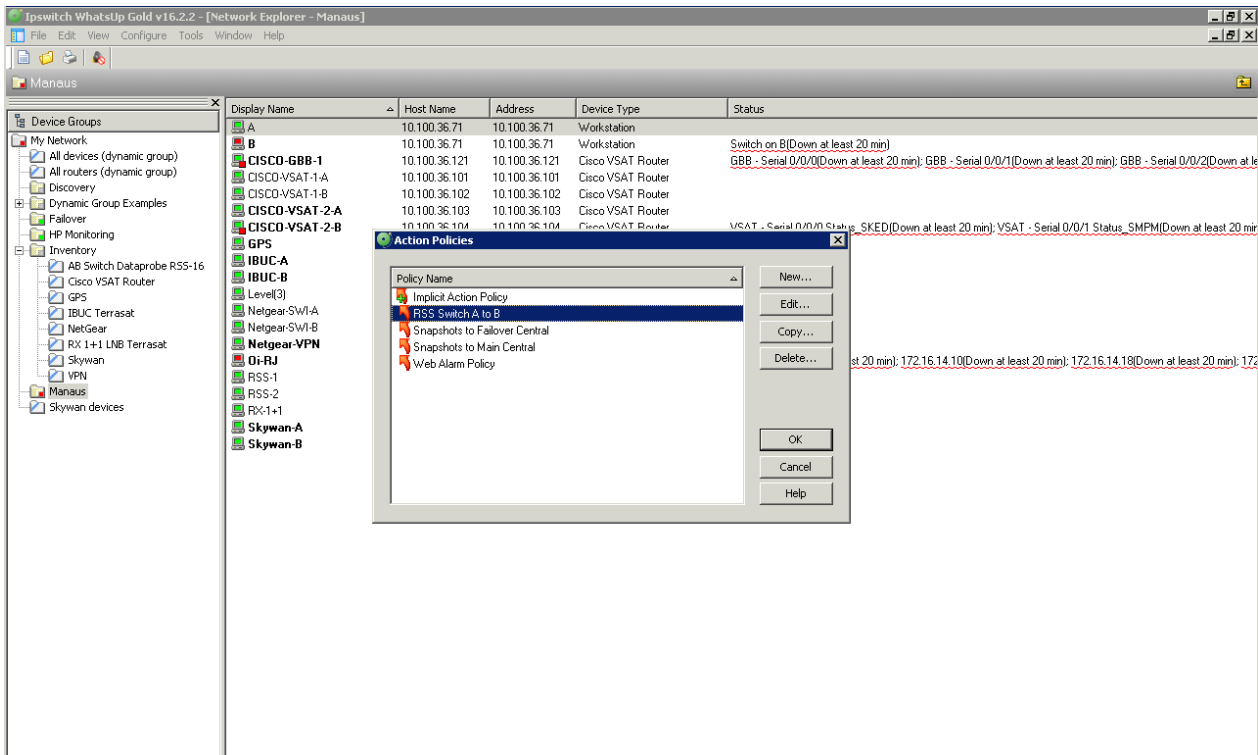 Ipswitch WhatsUp Gold v16.2.2 - [Network Explorer - Manaus]
File Edit View Configure Tools Window Help
Manaus
Device Groups
My Network
All devices (dynamic group)
All routers (dynamic group)
Discovery
Dynamic Group Examples
Failover
HP Monitoring
Inventory
AB Switch Dataprobe RSS-16
Cisco VSAT Router
GPS
IBUC Terrasat
NetGear
RX 1+1 LNB Terrasat
Skywan
VPN
Manaus
Skywan devices
Display Name Host Name Address Device Type Status
A 10.100.36.71 10.100.36.71 Workstation
B 10.100.36.71 10.100.36.71 Workstation Switch on B(Down at least 20 min)
CISCO-GBB-1 10.100.36.121 10.100.36.121 Cisco VSAT Router GBB - Serial 0/0/0(Down at least 20 min); GBB - Serial 0/0/1(Down at least 20 min); GBB - Serial 0/0/2(Down at le
CISCO-VSAT-1-A 10.100.36.101 10.100.36.101 Cisco VSAT Router
CISCO-VSAT-1-B 10.100.36.102 10.100.36.102 Cisco VSAT Router
CISCO-VSAT-2-A 10.100.36.103 10.100.36.103 Cisco VSAT Router
CISCO-VSAT-2-B 10.100.36.104 10.100.36.104 Cisco VSAT Router VSAT - Serial 0/0/0 Status_SKED(Down at least 20 min); VSAT - Serial 0/0/1 Status_SMPM(Down at least 20 min
GPS
IBUC-A
IBUC-B
Level(3)
Netgear-SWI-A
Netgear-SWI-B
Netgear-VPN
Oi-RJ st 20 min); 172.16.14.10(Down at least 20 min); 172.16.14.18(Down at least 20 min); 172
RSS-1
RSS-2
RX-1+1
Skywan-A
Skywan-B
Action Policies
Policy Name
Implicit Action Policy
RSS Switch A to B
Snapshots to Failover Central
Snapshots to Main Central
Web Alarm Policy
New...
Edit...
Copy...
Delete...
OK
Cancel
Help